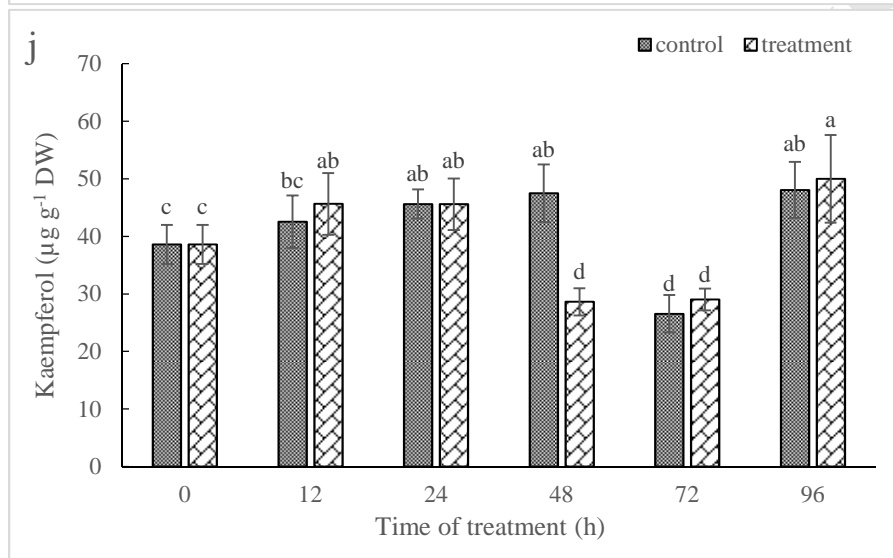 j
control treatment
Kaempferol (µg g⁻¹ DW)
70
60
50
40
30
20
10
0
c c bc ab ab ab ab d d d ab a
0 12 24 48 72 96
Time of treatment (h)